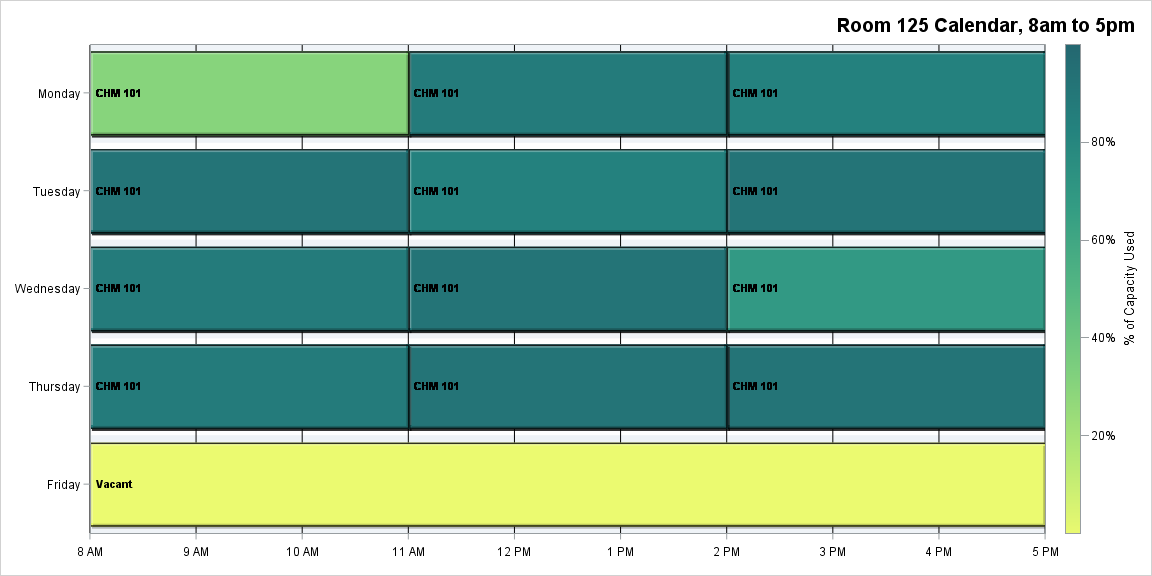 Room 125 Calendar, 8am to 5pm
Monday
CHM 101
CHM 101
CHM 101
Tuesday
CHM 101
CHM 101
CHM 101
Wednesday
CHM 101
CHM 101
CHM 101
Thursday
CHM 101
CHM 101
CHM 101
Friday
Vacant
8 AM
9 AM
10 AM
11 AM
12 PM
1 PM
2 PM
3 PM
4 PM
5 PM
80%
60%
40%
20%
% of Capacity Used